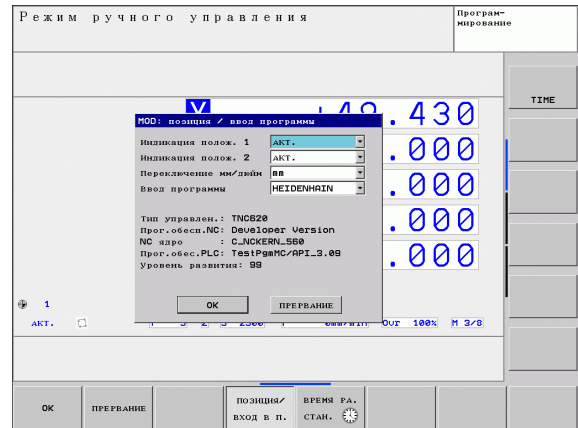 Режим ручного управления
Програм-
мирование
TIME
MOD: позиция / ввод программы
Индикация полож. 1 АКТ.
Индикация полож. 2 АКТ.
Переключение мм/дюйм mm
Ввод программы HEIDENHAIN
Тип управлен.: TNC620
Прог.обесп.NC: Developer Version
NC ядро : C_NCKERN_560
Прог.обес.PLC: TestPgmMC/API_3.09
Уровень развития: 99
OK ПРЕРВАНИЕ
.430
.000
.000
.000
.000
1
АКТ.
Ovr 100% M 3/8
OK ПРЕРВАНИЕ
ПОЗИЦИЯ/
ВХОД В П.
ВРЕМЯ РА.
СТАН.